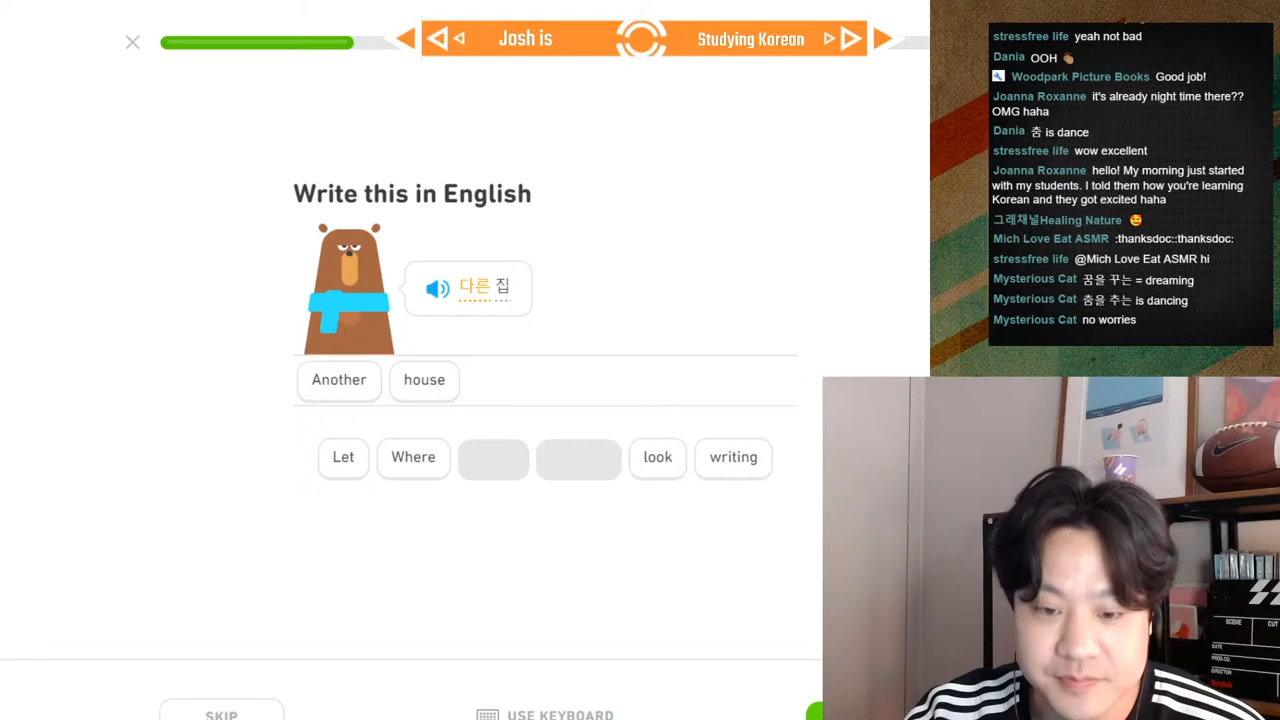 Josh is Studying Korean
Write this in English
다른 집
Another house
Let Where look writing
SKIP
USE KEYBOARD
stressfree life yeah not bad
Dania OOH 👏🏽
Woodpark Picture Books Good job!
Joanna Roxanne it's already night time there??
OMG haha
Dania 춤 is dance
stressfree life wow excellent
Joanna Roxanne hello! My morning just started
with my students. I told them how you're learning
Korean and they got excited haha
그래채널Healing Nature 🥰
Mich Love Eat ASMR :thanksdoc::thanksdoc:
stressfree life @Mich Love Eat ASMR hi
Mysterious Cat 꿈을 꾸는 = dreaming
Mysterious Cat 춤을 추는 is dancing
Mysterious Cat no worries
SCENE
CUT
DATE
PROD.CO.
DIRECTOR